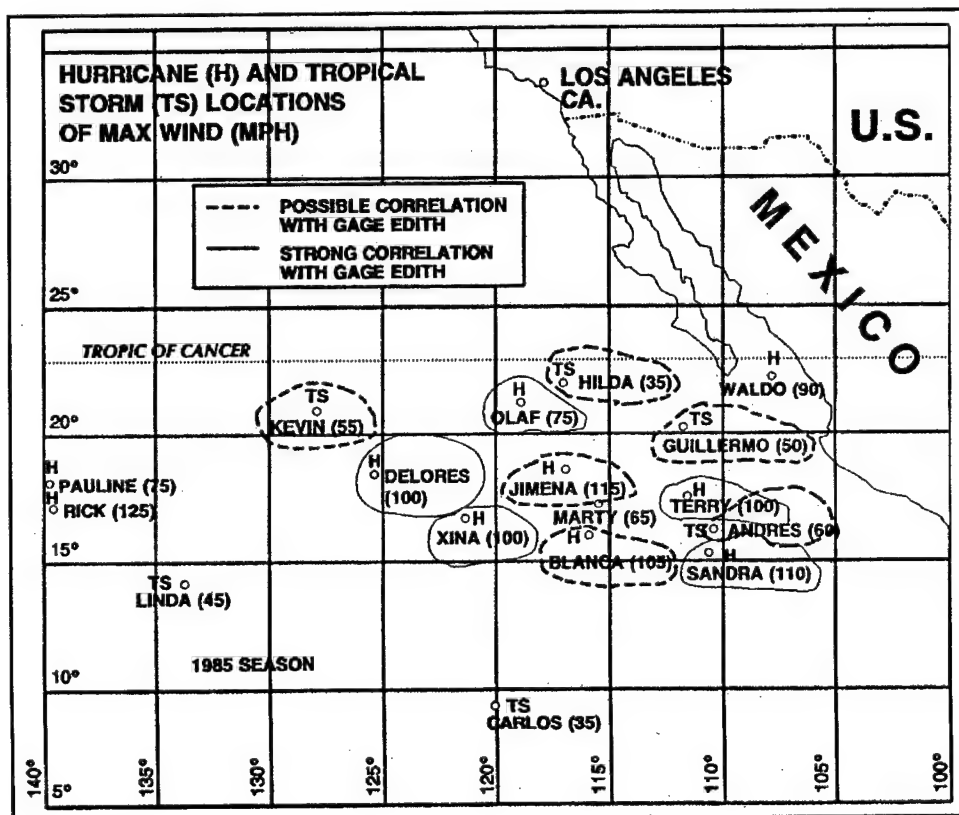 HURRICANE (H) AND TROPICAL
STORM (TS) LOCATIONS
OF MAX WIND (MPH)
LOS ANGELES
CA.
U.S.
MEXICO
30°
POSSIBLE CORRELATION
WITH GAGE EDITH
STRONG CORRELATION
WITH GAGE EDITH
25°
TROPIC OF CANCER
TS
HILDA (35)
H
WALDO (90)
TS
KEVIN (55)
H
OLAF (75)
20°
TS
GUILLERMO (50)
H
PAULINE (75)
H
RICK (125)
H
DELORES
(100)
H
JIMENA (115)
MARTY (65)
H
TERRY (100)
H
XINA (100)
TS
ANDRES (60)
15°
H
BLANCA (105)
H
SANDRA (110)
TS
LINDA (45)
1985 SEASON
10°
TS
CARLOS (35)
5°
140°
135°
130°
125°
120°
115°
110°
105°
100°